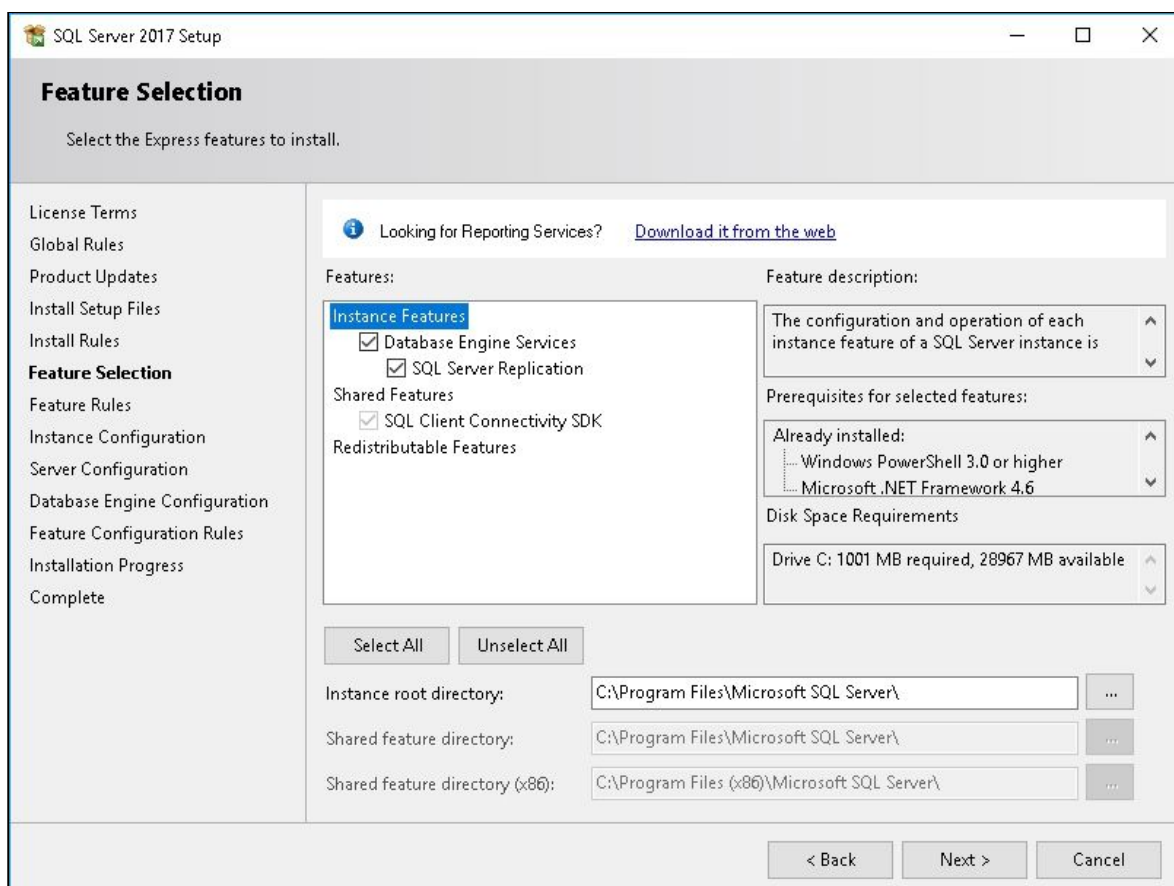 SQL Server 2017 Setup
Feature Selection
Select the Express features to install.
License Terms
Global Rules
Product Updates
Install Setup Files
Install Rules
Feature Selection
Feature Rules
Instance Configuration
Server Configuration
Database Engine Configuration
Feature Configuration Rules
Installation Progress
Complete
Looking for Reporting Services? Download it from the web
Features:
Instance Features
Database Engine Services
SQL Server Replication
Shared Features
SQL Client Connectivity SDK
Redistributable Features
Feature description:
The configuration and operation of each
instance feature of a SQL Server instance is
Prerequisites for selected features:
Already installed:
Windows PowerShell 3.0 or higher
Microsoft .NET Framework 4.6
Disk Space Requirements
Drive C: 1001 MB required, 28967 MB available
Select All
Unselect All
Instance root directory: C:\Program Files\Microsoft SQL Server\ ...
Shared feature directory: C:\Program Files\Microsoft SQL Server\ ...
Shared feature directory (x86): C:\Program Files (x86)\Microsoft SQL Server\ ...
< Back
Next >
Cancel